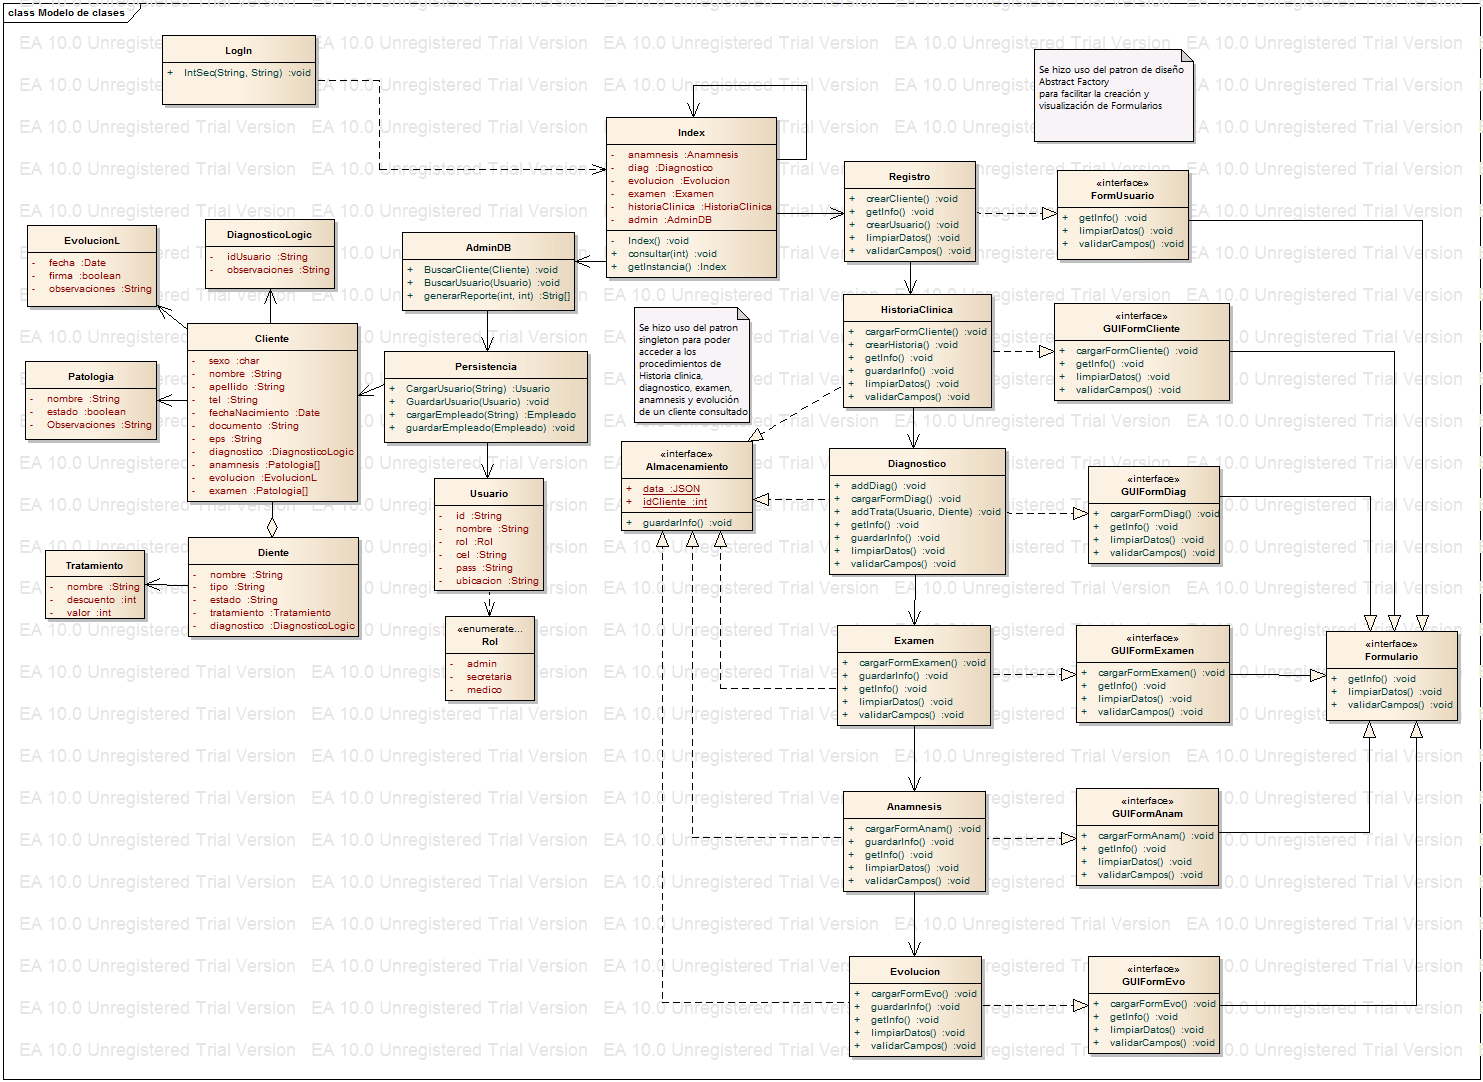 class Modelo de clases
EA 10.0 Unregistered Trial Version
LogIn
+ IntSec(String, String) :void
Se hizo uso del patron de diseño
Abstract Factory
para facilitar la creación y
visualización de Formularios
Index
- anamnesis :Anamnesis
- diag :Diagnostico
- evolucion :Evolucion
- examen :Examen
- historiaClinica :HistoriaClinica
- admin :AdminDB
+ Index() :void
+ consultar(int) :void
+ getInstancia() :Index
Registro
+ crearCliente() :void
+ getInfo() :void
+ crearUsuario() :void
+ limpiarDatos() :void
+ validarCampos() :void
«interface»
FormUsuario
+ getInfo() :void
+ limpiarDatos() :void
+ validarCampos() :void
EvolucionL
- fecha :Date
- firma :boolean
- observaciones :String
DiagnosticoLogic
- idUsuario :String
- observaciones :String
AdminDB
+ BuscarCliente(Cliente) :void
+ BuscarUsuario(Usuario) :void
+ generarReporte(int, int) :Strig[]
Se hizo uso del patron
singleton para poder
acceder a los
procedimientos de
Historia clinica,
diagnostico, examen,
anamnesis y evolución
de un cliente consultado
HistoriaClinica
+ cargarFormCliente() :void
+ crearHistoria() :void
+ getInfo() :void
+ guardarInfo() :void
+ limpiarDatos() :void
+ validarCampos() :void
«interface»
GUIFormCliente
+ cargarFormCliente() :void
+ getInfo() :void
+ limpiarDatos() :void
+ validarCampos() :void
Cliente
- sexo :char
- nombre :String
- apellido :String
- tel :String
- fechaNacimiento :Date
- documento :String
- eps :String
- diagnostico :DiagnosticoLogic
- anamnesis :Patologia[]
- evolucion :EvolucionL
- examen :Patologia[]
Patologia
- nombre :String
- estado :boolean
- Observaciones :String
Persistencia
+ CargarUsuario(String) :Usuario
+ GuardarUsuario(Usuario) :void
+ cargarEmpleado(String) :Empleado
+ guardarEmpleado(Empleado) :void
«interface»
Almacenamiento
+ data :JSON
+ idCliente :int
+ guardarInfo() :void
Diagnostico
+ addDiag() :void
+ cargarFormDiag() :void
+ addTrata(Usuario, Diente) :void
+ getInfo() :void
+ guardarInfo() :void
+ limpiarDatos() :void
+ validarCampos() :void
«interface»
GUIFormDiag
+ cargarFormDiag() :void
+ getInfo() :void
+ limpiarDatos() :void
+ validarCampos() :void
Usuario
- id :String
- nombre :String
- rol :Rol
- cel :String
- pass :String
- ubicacion :String
Tratamiento
- nombre :String
- descuento :int
- valor :int
Diente
- nombre :String
- tipo :String
- estado :String
- tratamiento :Tratamiento
- diagnostico :DiagnosticoLogic
«enumerate...
Rol
- admin
- secretaria
- medico
Examen
+ cargarFormExamen() :void
+ guardarInfo() :void
+ getInfo() :void
+ limpiarDatos() :void
+ validarCampos() :void
«interface»
GUIFormExamen
+ cargarFormExamen() :void
+ getInfo() :void
+ limpiarDatos() :void
+ validarCampos() :void
«interface»
Formulario
+ getInfo() :void
+ limpiarDatos() :void
+ validarCampos() :void
Anamnesis
+ cargarFormAnam() :void
+ guardarInfo() :void
+ getInfo() :void
+ limpiarDatos() :void
+ validarCampos() :void
«interface»
GUIFormAnam
+ cargarFormAnam() :void
+ getInfo() :void
+ limpiarDatos() :void
+ validarCampos() :void
Evolucion
+ cargarFormEvo() :void
+ guardarInfo() :void
+ getInfo() :void
+ limpiarDatos() :void
+ validarCampos() :void
«interface»
GUIFormEvo
+ cargarFormEvo() :void
+ getInfo() :void
+ limpiarDatos() :void
+ validarCampos() :void